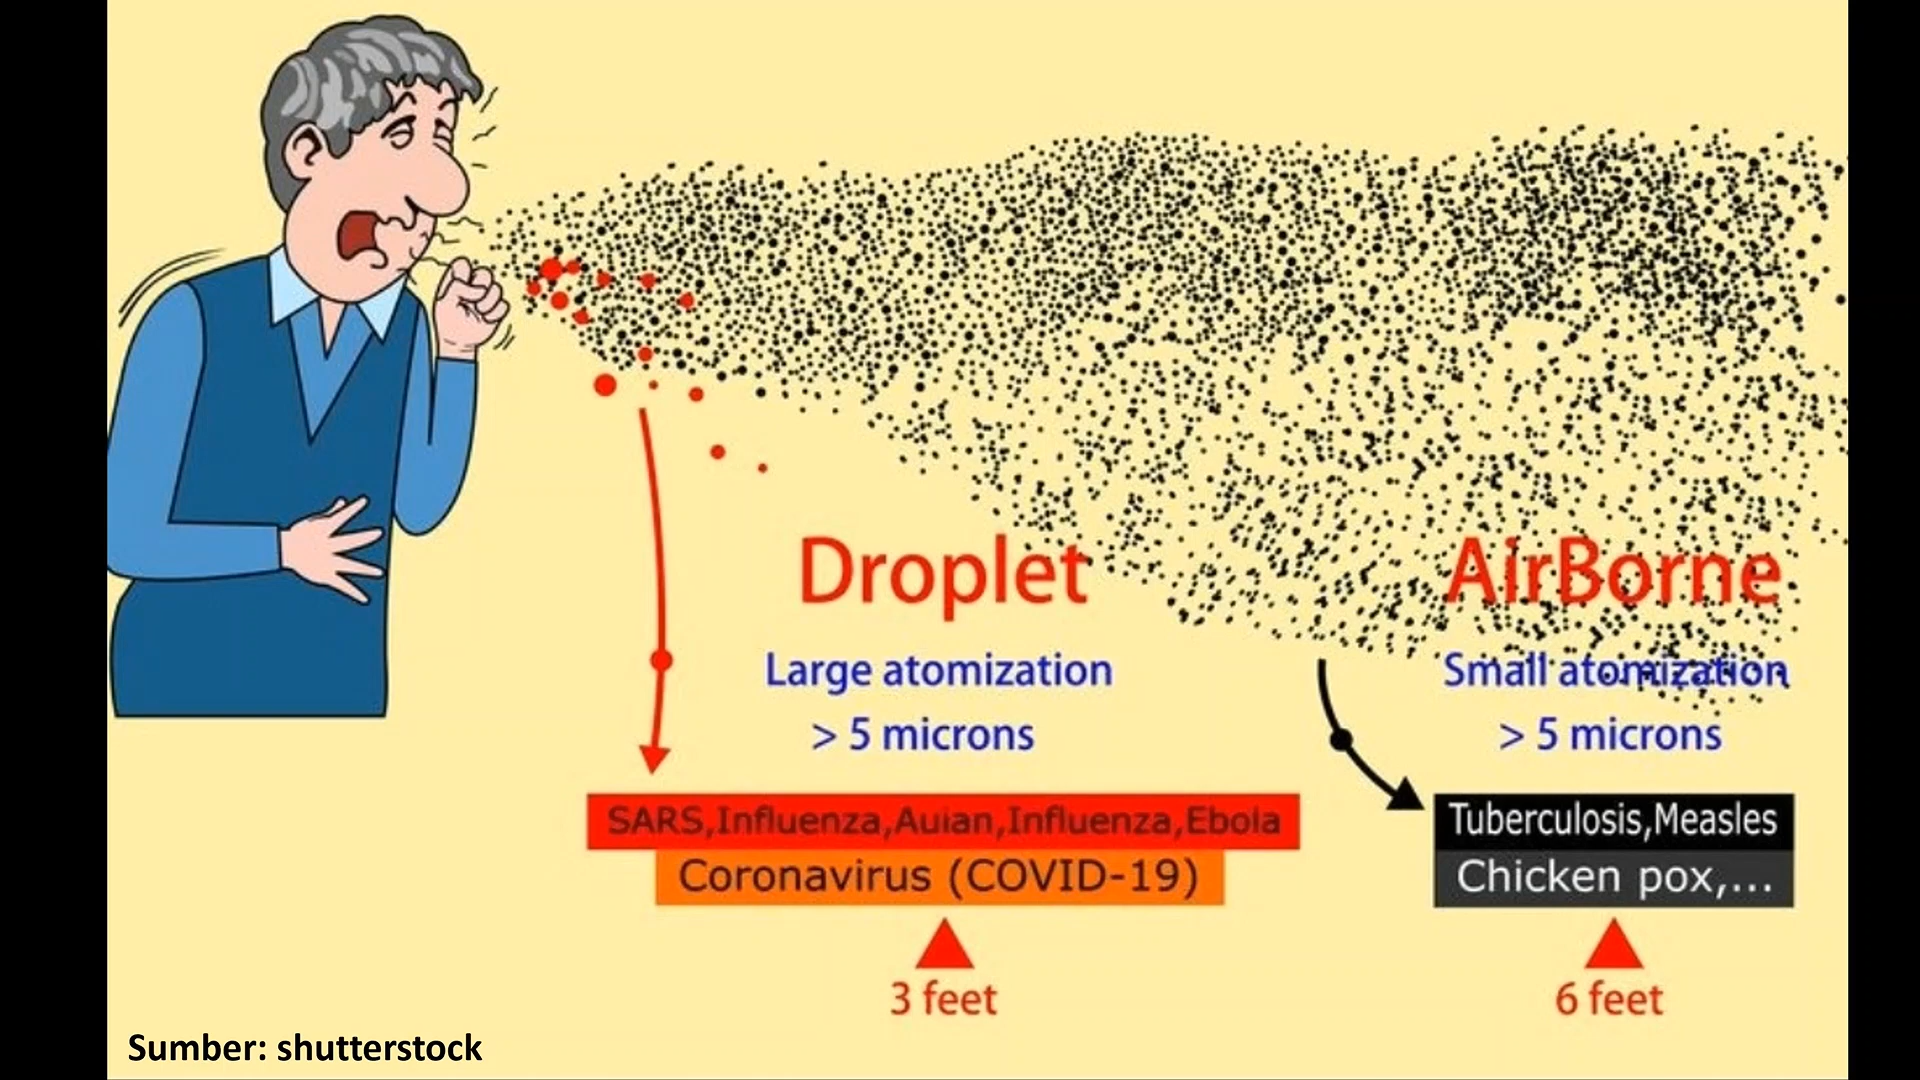 Droplet
Large atomization
> 5 microns
SARS,Influenza,Auian,Influenza,Ebola
Coronavirus (COVID-19)
3 feet
AirBorne
Small atomization
> 5 microns
Tuberculosis,Measles
Chicken pox,...
6 feet
Sumber: shutterstock